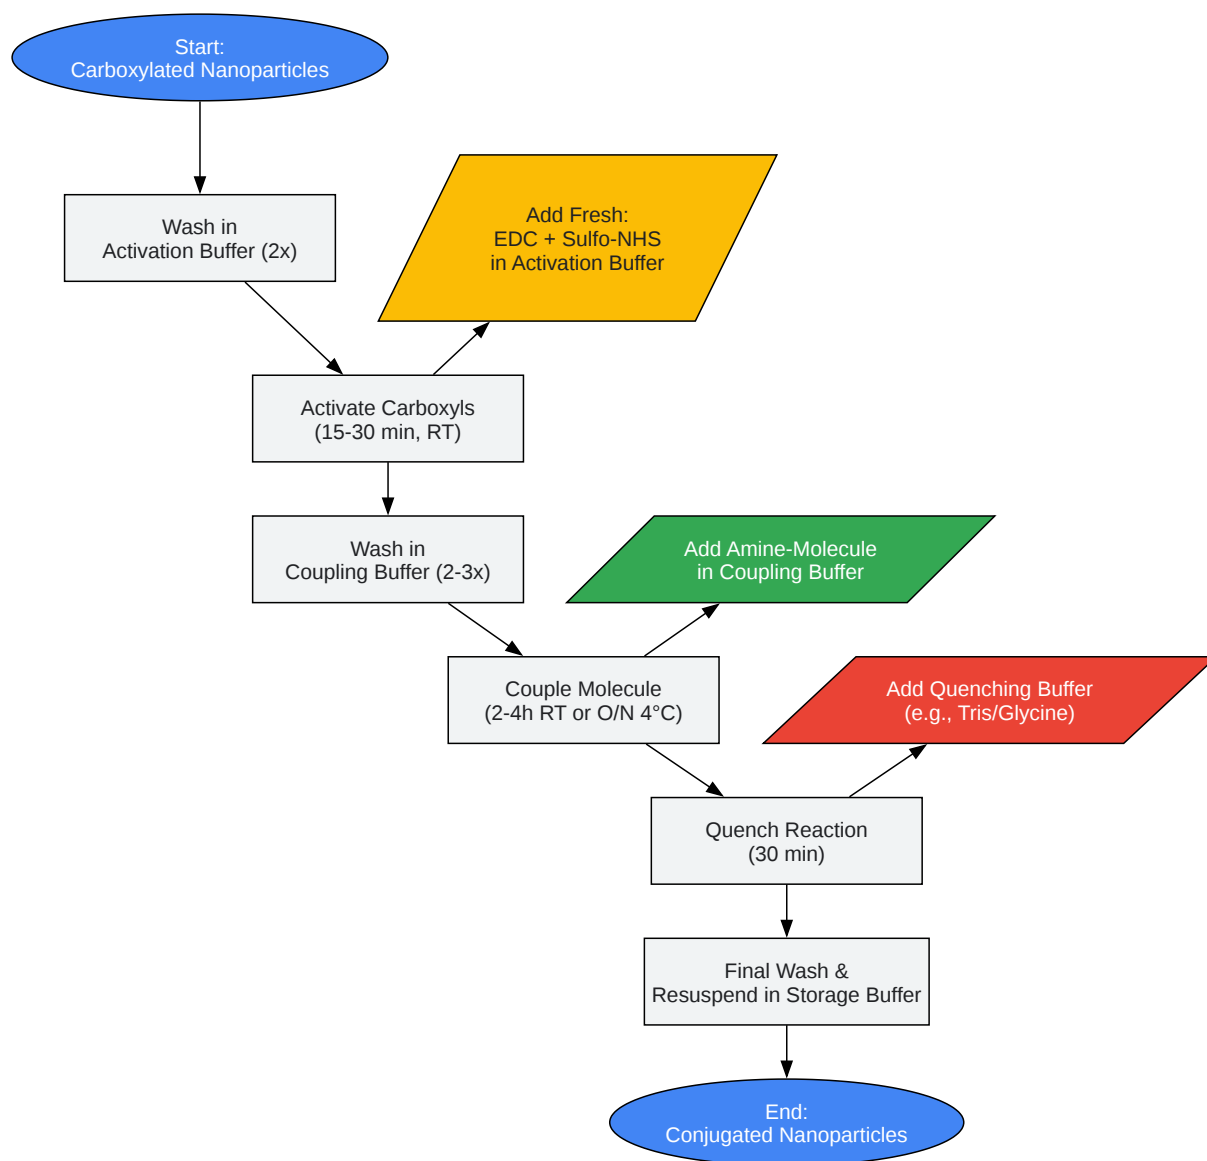 Start:
Carboxylated Nanoparticles
Wash in
Activation Buffer (2x)
Add Fresh:
EDC + Sulfo-NHS
in Activation Buffer
Activate Carboxyls
(15-30 min, RT)
Wash in
Coupling Buffer (2-3x)
Add Amine-Molecule
in Coupling Buffer
Couple Molecule
(2-4h RT or O/N 4°C)
Add Quenching Buffer
(e.g., Tris/Glycine)
Quench Reaction
(30 min)
Final Wash &
Resuspend in Storage Buffer
End:
Conjugated Nanoparticles